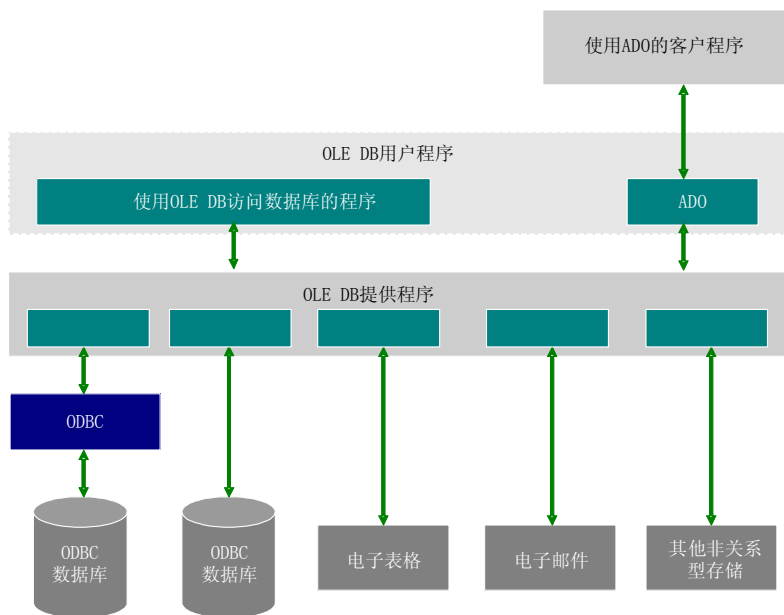 使用ADO的客户程序
OLE DB用户程序
使用OLE DB访问数据库的程序
ADO
OLE DB提供程序
ODBC
ODBC
数据库
ODBC
数据库
电子表格
电子邮件
其他非关系
型存储